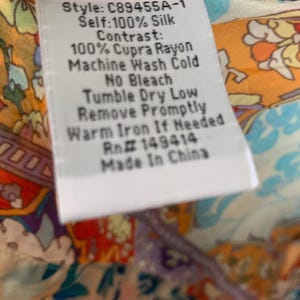 Style: C89455A-1
Self: 100% Silk
Contrast:
100% Cupra Rayon
Machine Wash Cold
No Bleach
Tumble Dry Low
Remove Promptly
Warm Iron If Needed
Rn# 149414
Made In China